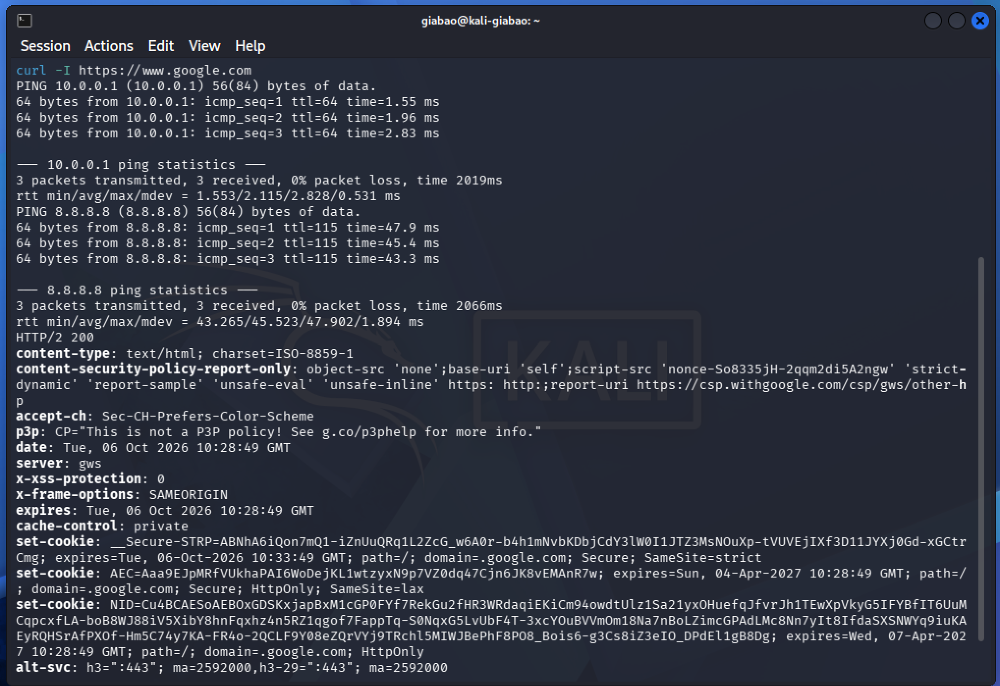 giabao@kali-giabao: ~
Session Actions Edit View Help
curl -I https://www.google.com
PING 10.0.0.1 (10.0.0.1) 56(84) bytes of data.
64 bytes from 10.0.0.1: icmp_seq=1 ttl=64 time=1.55 ms
64 bytes from 10.0.0.1: icmp_seq=2 ttl=64 time=1.96 ms
64 bytes from 10.0.0.1: icmp_seq=3 ttl=64 time=2.83 ms
--- 10.0.0.1 ping statistics ---
3 packets transmitted, 3 received, 0% packet loss, time 2019ms
rtt min/avg/max/mdev = 1.553/2.115/2.828/0.531 ms
PING 8.8.8.8 (8.8.8.8) 56(84) bytes of data.
64 bytes from 8.8.8.8: icmp_seq=1 ttl=115 time=47.9 ms
64 bytes from 8.8.8.8: icmp_seq=2 ttl=115 time=45.4 ms
64 bytes from 8.8.8.8: icmp_seq=3 ttl=115 time=43.3 ms
--- 8.8.8.8 ping statistics ---
3 packets transmitted, 3 received, 0% packet loss, time 2066ms
rtt min/avg/max/mdev = 43.265/45.523/47.902/1.894 ms
HTTP/2 200
content-type: text/html; charset=ISO-8859-1
content-security-policy-report-only: object-src 'none';base-uri 'self';script-src 'nonce-So8335jH-2qqm2di5A2ngw' 'strict-
dynamic' 'report-sample' 'unsafe-eval' 'unsafe-inline' https: http:;report-uri https://csp.withgoogle.com/csp/gws/other-h
p
accept-ch: Sec-CH-Prefers-Color-Scheme
p3p: CP="This is not a P3P policy! See g.co/p3phelp for more info."
date: Tue, 06 Oct 2026 10:28:49 GMT
server: gws
x-xss-protection: 0
x-frame-options: SAMEORIGIN
expires: Tue, 06 Oct 2026 10:28:49 GMT
cache-control: private
set-cookie: __Secure-STRP=ABNhA6iQon7mQ1-iZnUuQRq1L2ZcG_w6A0r-b4h1mNvbKDbjCdY3lW0I1JTZ3MsNOuXp-tVUVEjIXf3D11JYXj0Gd-xGCtr
Cmg; expires=Tue, 06-Oct-2026 10:33:49 GMT; path=/; domain=.google.com; Secure; SameSite=strict
set-cookie: AEC=Aaa9EJpMRfVUkhaPAI6WoDejKL1wtzyxN9p7VZ0dq47Cjn6JK8vEMAnR7w; expires=Sun, 04-Apr-2027 10:28:49 GMT; path=/
; domain=.google.com; Secure; HttpOnly; SameSite=lax
set-cookie: NID=Cu4BCAESoAEBOxGDSKxjapBxM1cGP0FYf7RekGu2fHR3WRdaqiEKiCm94owdtUlz1Sa21yxOHuefqJfvrJh1TEwXpVkyG5IFYBfIT6UuM
CqpcxfLA-boB8WJ88iV5XibY8hnFqxhz4n5RZ1qgof7FappTq-S0NqxG5LvUbF4T-3xcYOuBVVmOm18Na7nBoLZimcGPAdLMc8Nn7yIt8IfdaSXSNWYq9iuKA
EyRQHSrAfPXOf-Hm5C74y7KA-FR4o-2QCLF9Y08eZQrVYj9TRchl5MIWJBePhF8PO8_Bois6-g3Cs8iZ3eIO_DPdEl1gB8Dg; expires=Wed, 07-Apr-202
7 10:28:49 GMT; path=/; domain=.google.com; HttpOnly
alt-svc: h3=":443"; ma=2592000,h3-29=":443"; ma=2592000
KALI